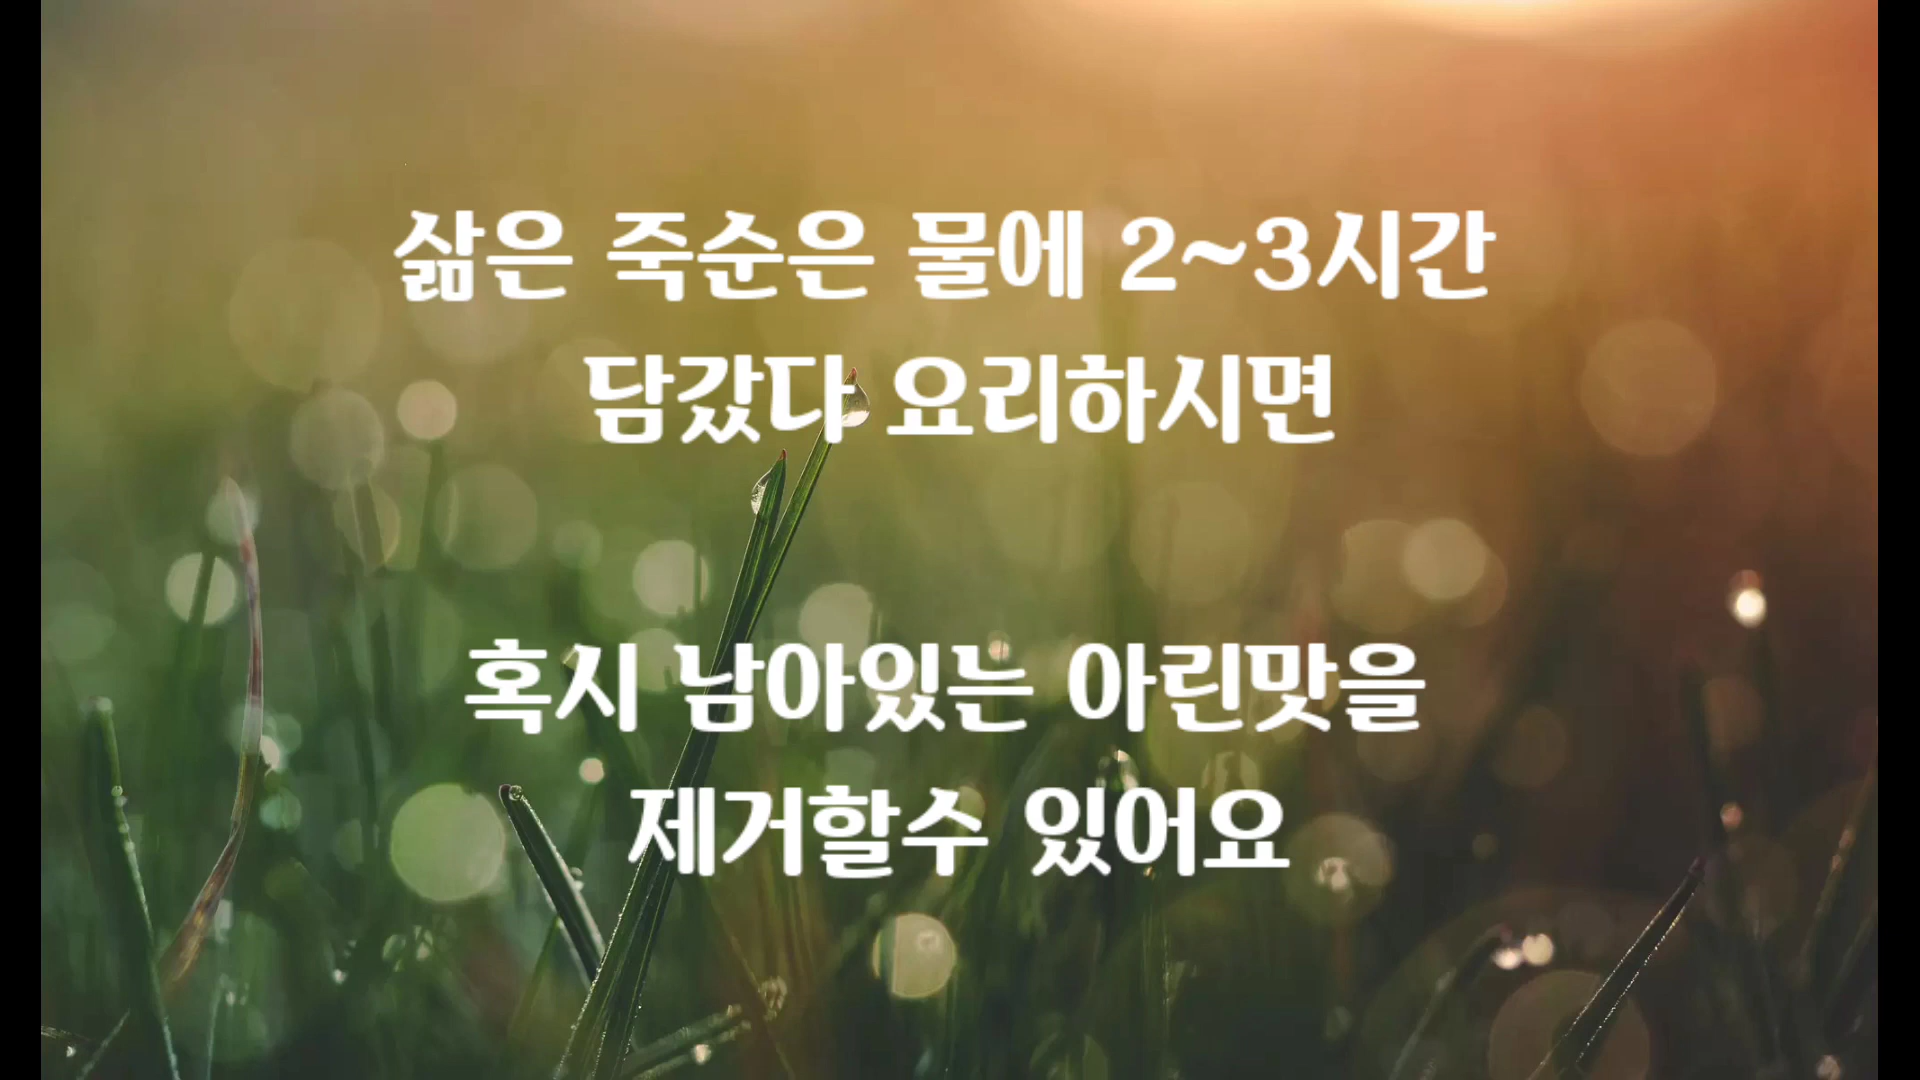 삶은 죽순은 물에 2~3시간
담갔다 요리하시면
혹시 남아있는 아린맛을
제거할수 있어요